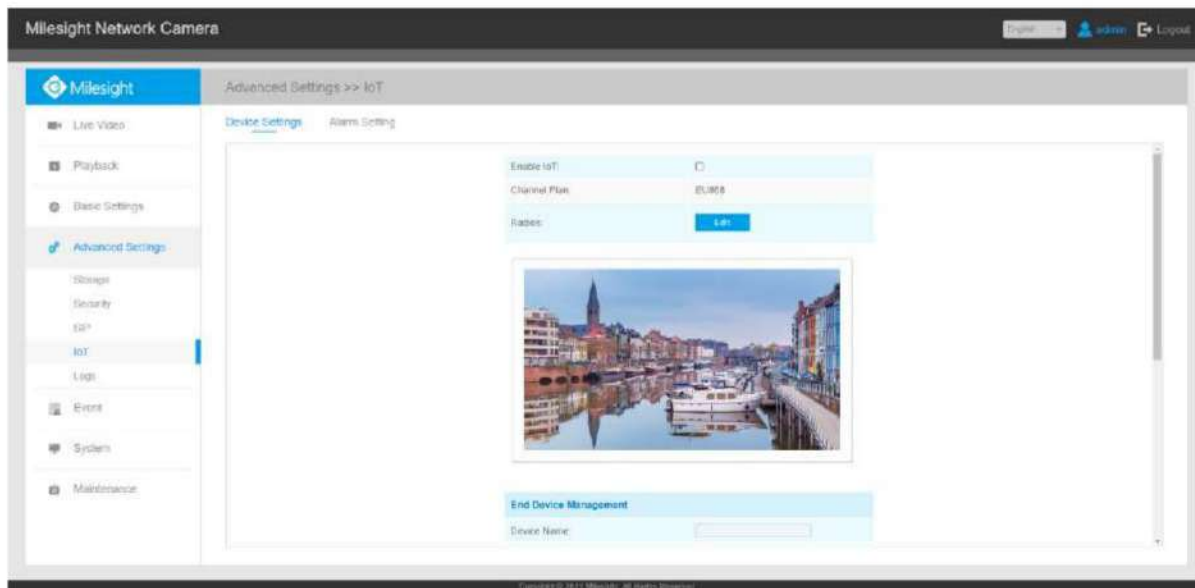 Milesight Network Camera
English
admin
Logout
Milesight
Advanced Settings >> IoT
Live Video
Device Settings
Alarm Setting
Playback
Enable IoT:
Channel Plan:
EU868
Basic Settings
Radios:
Edit
Advanced Settings
Storage
Security
SIP
IoT
Logs
Event
System
Maintenance
End Device Management
Device Name: